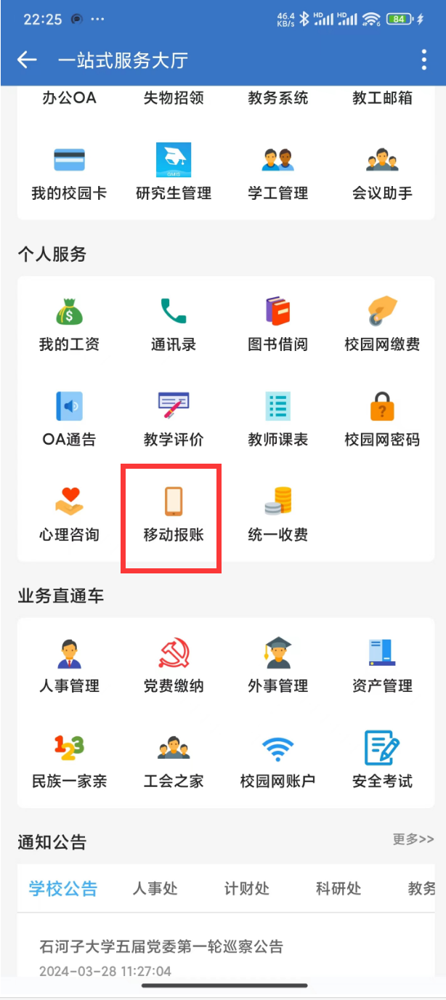 22:25 ... 46.4 KB/s HD HD 6 84
一站式服务大厅
办公OA 失物招领 教务系统 教工邮箱
GMIS
我的校园卡 研究生管理 学工管理 会议助手
个人服务
$
我的工资 通讯录 图书借阅 校园网缴费
?
OA通告 教学评价 教师课表 校园网密码
心理咨询 移动报账 统一收费
业务直通车
人事管理 党费缴纳 外事管理 资产管理
123
民族一家亲 工会之家 校园网账户 安全考试
通知公告 更多>>
学校公告 人事处 计财处 科研处 教务
石河子大学五届党委第一轮巡察公告
2024-03-28 11:27:04